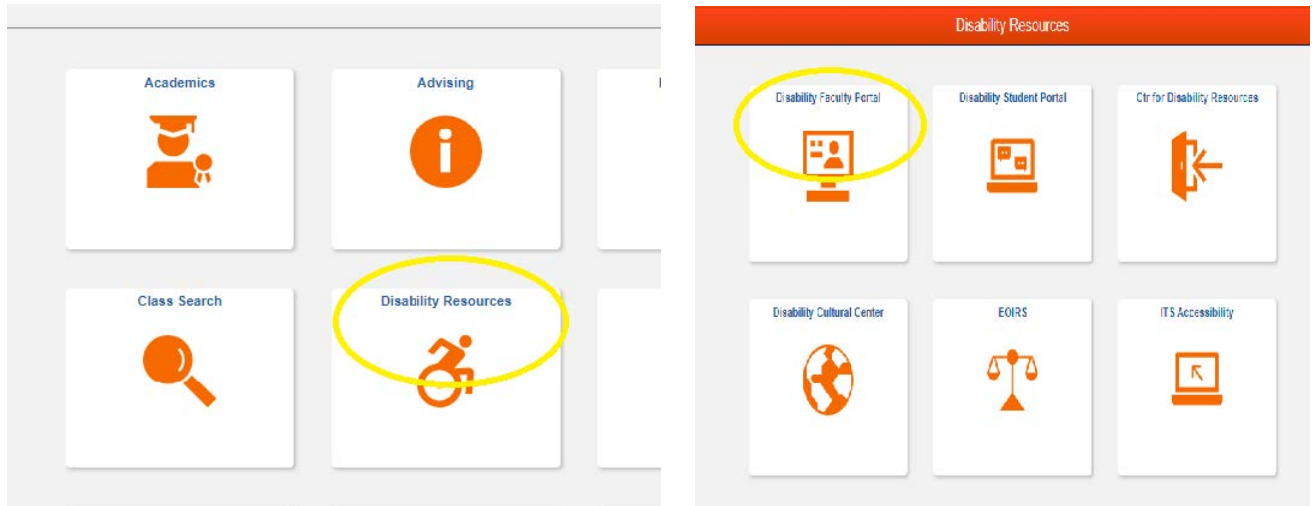 Academics
Advising
Class Search
Disability Resources
Disability Resources
Disability Faculty Portal
Disability Student Portal
Ctr for Disability Resources
Disability Cultural Center
EOIRS
ITS Accessibility